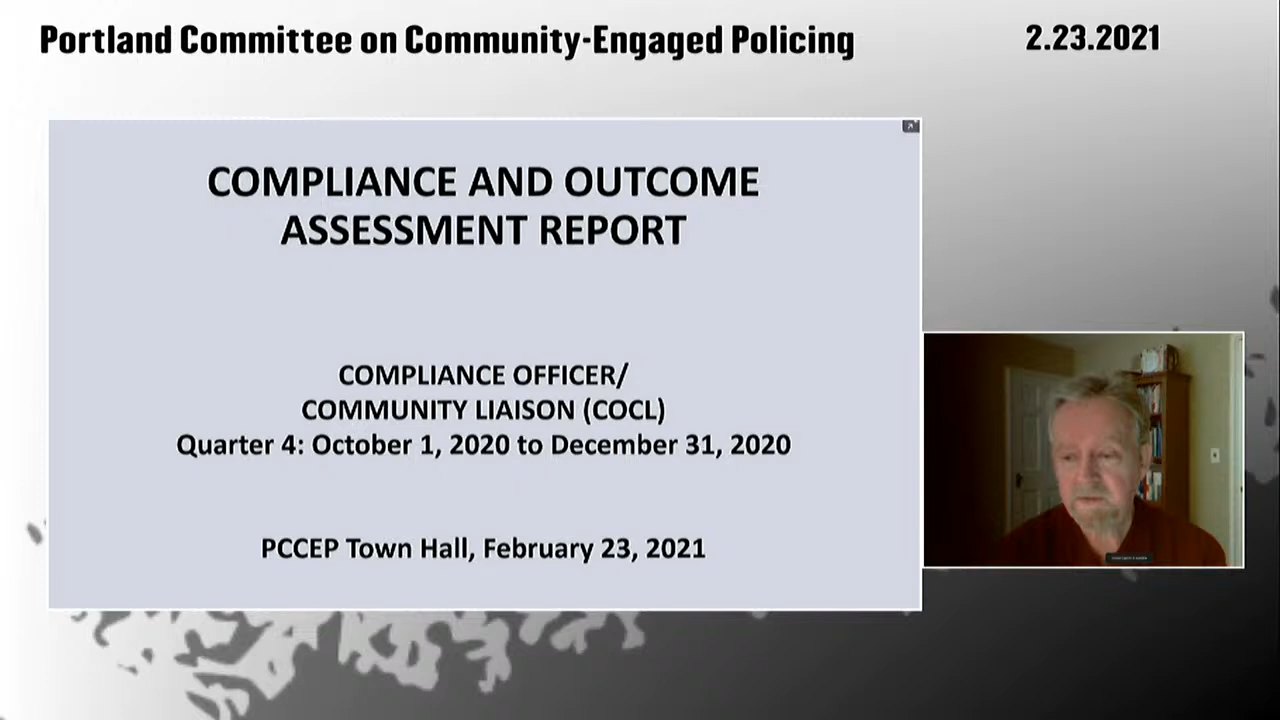 Portland Committee on Community-Engaged Policing
2.23.2021
COMPLIANCE AND OUTCOME
ASSESSMENT REPORT
COMPLIANCE OFFICER/
COMMUNITY LIAISON (COCL)
Quarter 4: October 1, 2020 to December 31, 2020
PCCEP Town Hall, February 23, 2021